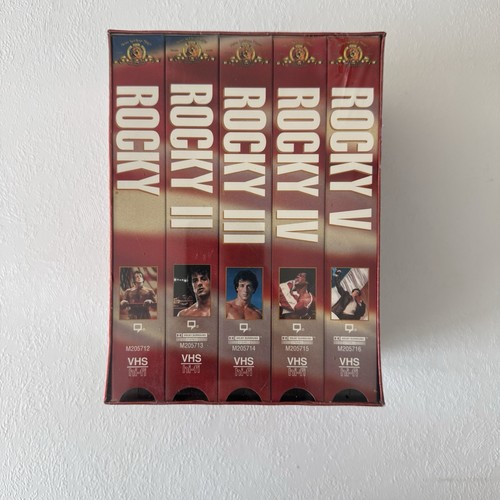 ROCKY
ROCKY II
ROCKY III
ROCKY IV
ROCKY V
M205712
M205713
M205714
M205715
M205716
VHS
VHS
VHS
VHS
VHS